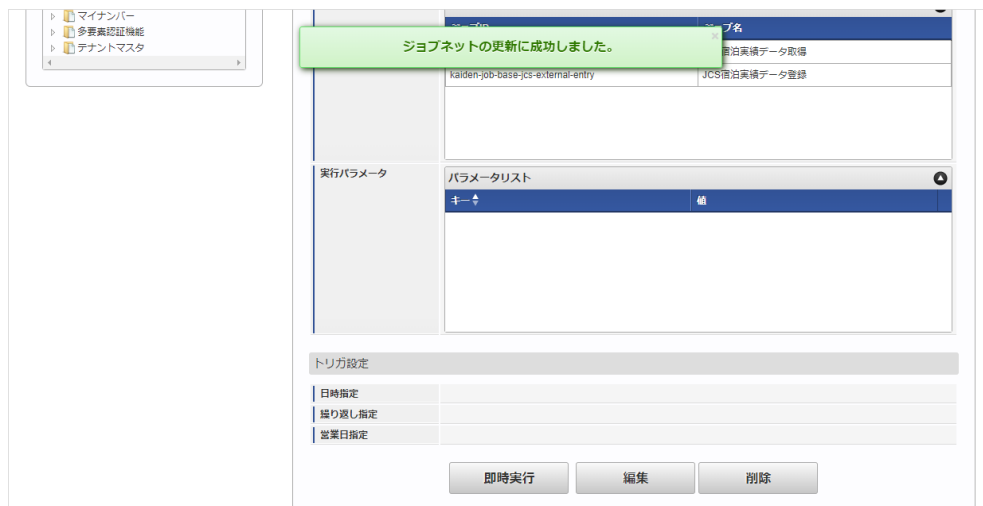 マイナンバー
多要素認証機能
テナントマスタ
ジョブネットの更新に成功しました。
×
宿泊実績データ取得
kaiden-job-base-jcs-external-entry
JCS宿泊実績データ登録
実行パラメータ
パラメータリスト
キー
値
トリガ設定
日時指定
繰り返し指定
営業日指定
即時実行
編集
削除